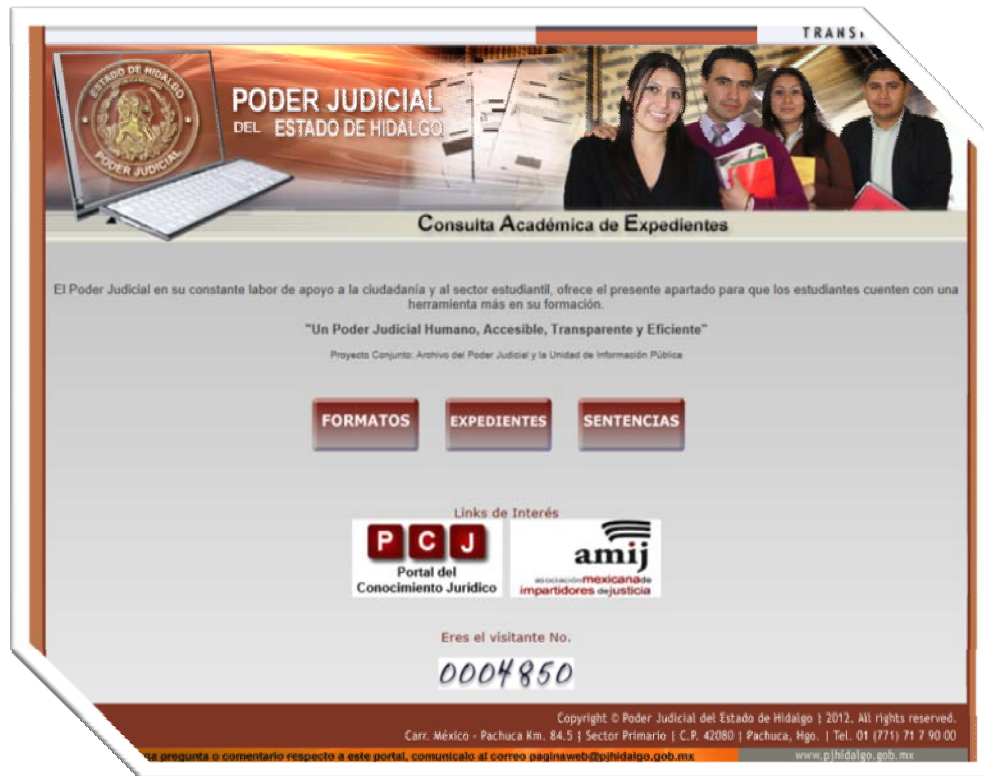 TRANS
ESTADO DE HIDALGO
PODER JUDICIAL
PODER JUDICIAL
DEL ESTADO DE HIDALGO
Consulta Académica de Expedientes
El Poder Judicial en su constante labor de apoyo a la ciudadanía y al sector estudiantil, ofrece el presente apartado para que los estudiantes cuenten con una
herramienta más en su formación.
"Un Poder Judicial Humano, Accesible, Transparente y Eficiente"
Proyecto Conjunto: Archivo del Poder Judicial y la Unidad de Información Pública
FORMATOS EXPEDIENTES SENTENCIAS
Links de Interés
P C J
Portal del
Conocimiento Jurídico
amij
asociación mexicana de
impartidores de justicia
Eres el visitante No.
0004850
Copyright © Poder Judicial del Estado de Hidalgo | 2012. All rights reserved.
Carr. México - Pachuca Km. 84.5 | Sector Primario | C.P. 42080 | Pachuca, Hgo. | Tel. 01 (771) 71 7 90 00
pregunta o comentario respecto a este portal, comunicalo al correo paginaweb@pjhidalgo.gob.mx
www.pjhidalgo.gob.mx